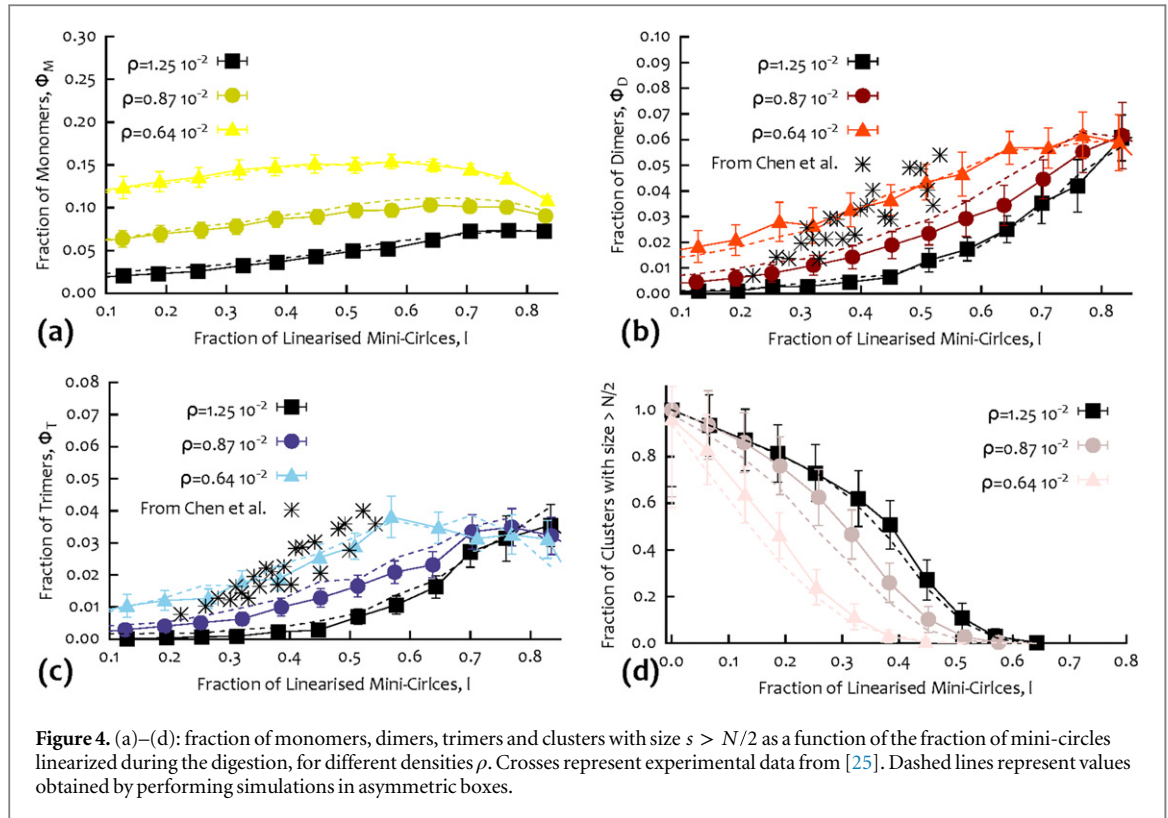 0.30
0.25
0.20
0.15
0.10
0.05
0.00
Fraction of Monomers, Φ_M
ρ=1.25 10⁻²
ρ=0.87 10⁻²
ρ=0.64 10⁻²
0.1 0.2 0.3 0.4 0.5 0.6 0.7 0.8
(a)
Fraction of Linearised Mini-Cirlces, l
0.10
0.09
0.08
0.07
0.06
0.05
0.04
0.03
0.02
0.01
0.00
Fraction of Dimers, Φ_D
ρ=1.25 10⁻²
ρ=0.87 10⁻²
ρ=0.64 10⁻²
From Chen et al.
0.1 0.2 0.3 0.4 0.5 0.6 0.7 0.8
(b)
Fraction of Linearised Mini-Cirlces, l
0.08
0.07
0.06
0.05
0.04
0.03
0.02
0.01
0.00
Fraction of Trimers, Φ_T
ρ=1.25 10⁻²
ρ=0.87 10⁻²
ρ=0.64 10⁻²
From Chen et al.
0.1 0.2 0.3 0.4 0.5 0.6 0.7 0.8
(c)
Fraction of Linearised Mini-Cirlces, l
1.0
0.8
0.6
0.4
0.2
0.0
Fraction of Clusters with size > N/2
ρ=1.25 10⁻²
ρ=0.87 10⁻²
ρ=0.64 10⁻²
0.0 0.1 0.2 0.3 0.4 0.5 0.6 0.7 0.8
(d)
Fraction of Linearised Mini-Cirlces, l
Figure 4. (a)–(d): fraction of monomers, dimers, trimers and clusters with size s > N/2 as a function of the fraction of mini-circles
linearized during the digestion, for different densities ρ. Crosses represent experimental data from [25]. Dashed lines represent values
obtained by performing simulations in asymmetric boxes.